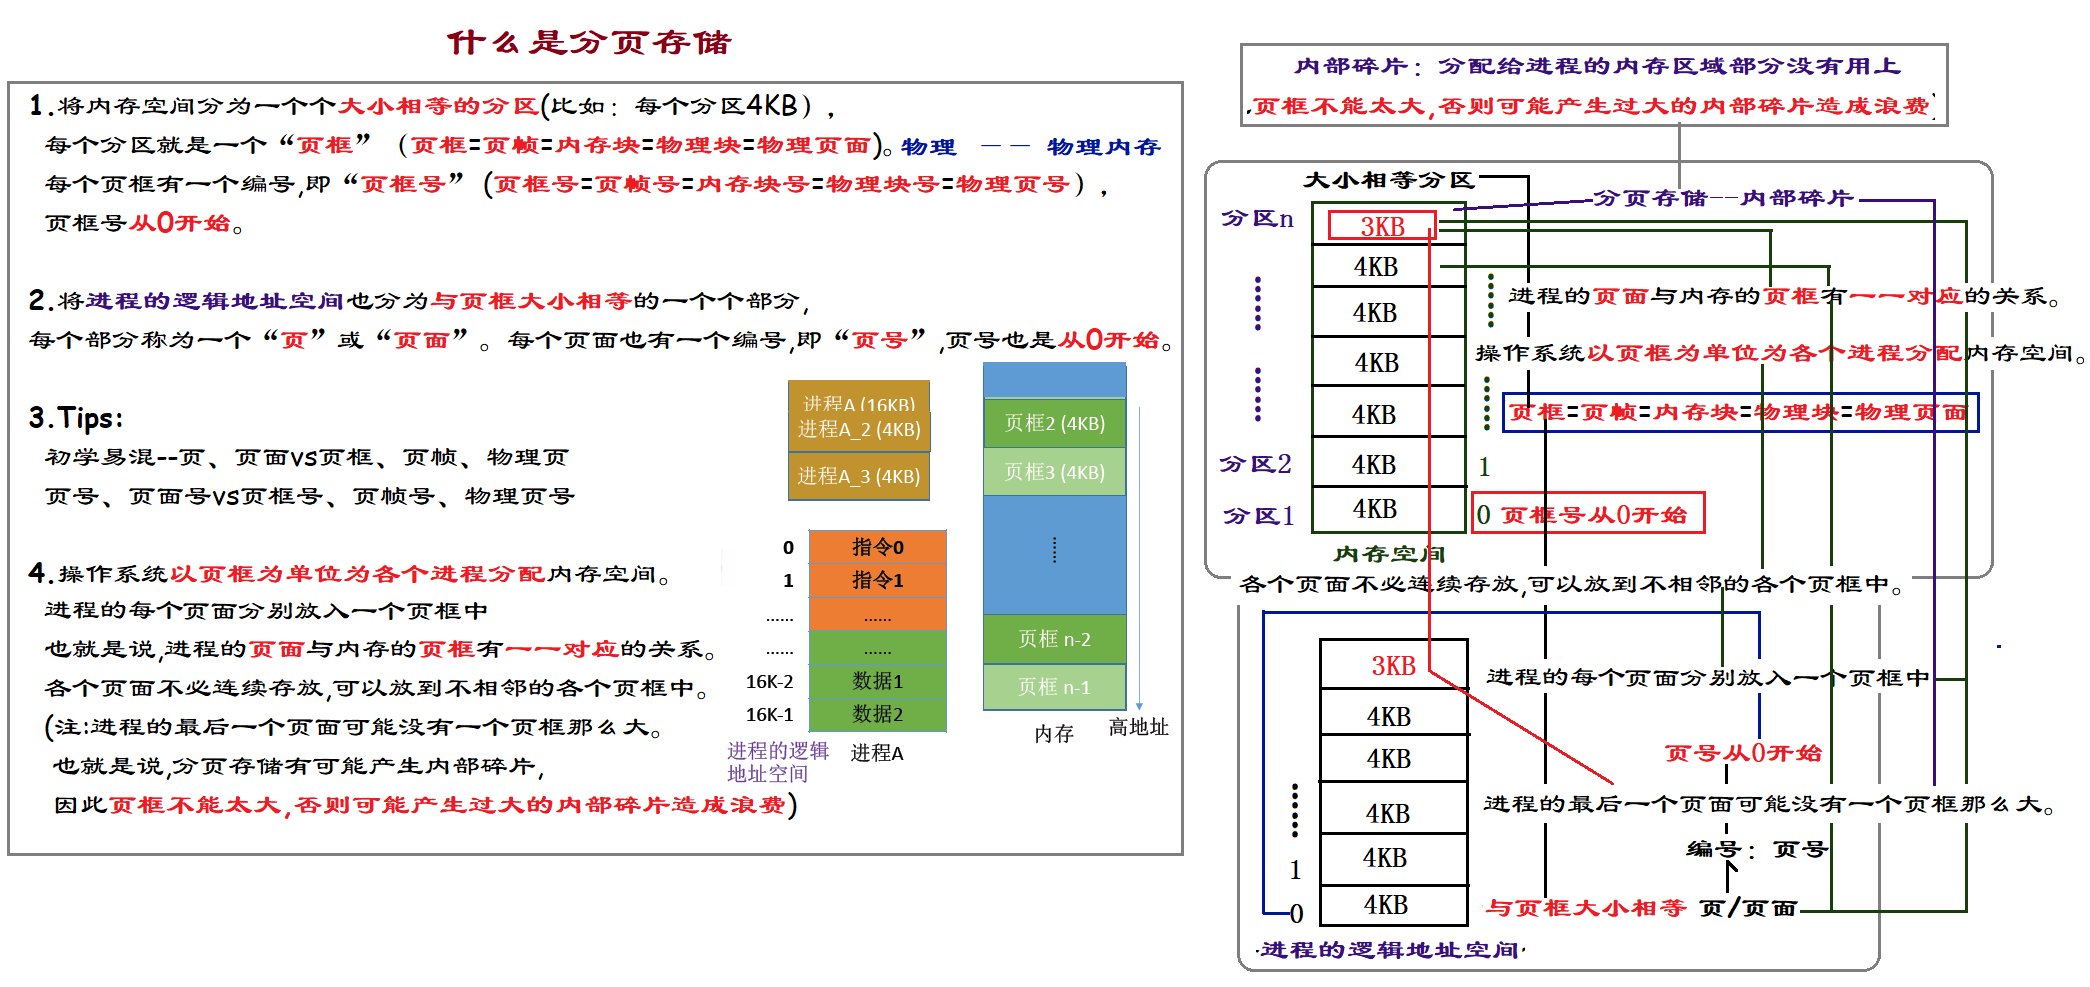 什么是分页存储
1.将内存空间分为一个个大小相等的分区(比如：每个分区4KB），
每个分区就是一个“页框”（页框=页帧=内存块=物理块=物理页面)。物理 —— 物理内存
每个页框有一个编号,即“页框号”(页框号=页帧号=内存块号=物理块号=物理页号），
页框号从0开始。
2.将进程的逻辑地址空间也分为与页框大小相等的一个个部分,
每个部分称为一个“页”或“页面”。每个页面也有一个编号,即“页号”,页号也是从0开始。
3.Tips:
初学易混--页、页面vs页框、页帧、物理页
页号、页面号vs页框号、页帧号、物理页号
4.操作系统以页框为单位为各个进程分配内存空间。
进程的每个页面分别放入一个页框中
也就是说,进程的页面与内存的页框有一一对应的关系。
各个页面不必连续存放,可以放到不相邻的各个页框中。
(注:进程的最后一个页面可能没有一个页框那么大。
也就是说,分页存储有可能产生内部碎片,
因此页框不能太大,否则可能产生过大的内部碎片造成浪费)
进程A (16KB)
进程A_2 (4KB)
进程A_3 (4KB)
0 指令0
1 指令1
...... ......
...... ......
16K-2 数据1
16K-1 数据2
进程的逻辑
地址空间
进程A
页框2 (4KB)
页框3 (4KB)
......
页框 n-2
页框 n-1
内存
高地址
内部碎片：分配给进程的内存区域部分没有用上
页框不能太大,否则可能产生过大的内部碎片造成浪费)
大小相等分区
分页存储--内部碎片
分区n
3KB
4KB
4KB
进程的页面与内存的页框有一一对应的关系。
4KB
操作系统以页框为单位为各个进程分配内存空间。
4KB
页框=页帧=内存块=物理块=物理页面
分区2
4KB
1
分区1
4KB
0 页框号从0开始
内存空间
各个页面不必连续存放,可以放到不相邻的各个页框中。
3KB
进程的每个页面分别放入一个页框中
4KB
4KB
页号从0开始
4KB
进程的最后一个页面可能没有一个页框那么大。
1
4KB
编号：页号
0
4KB
与页框大小相等 页/页面
进程的逻辑地址空间